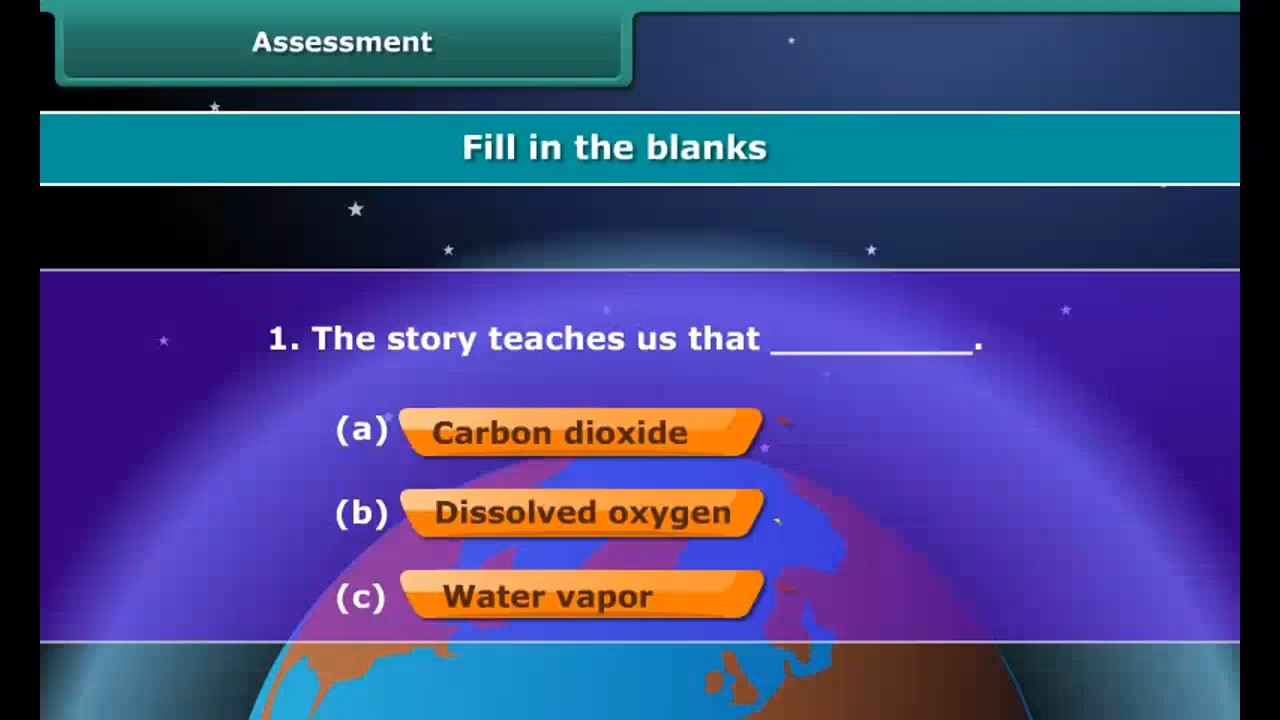 Assessment
Fill in the blanks
1. The story teaches us that ___________.
(a) Carbon dioxide
(b) Dissolved oxygen
(c) Water vapor